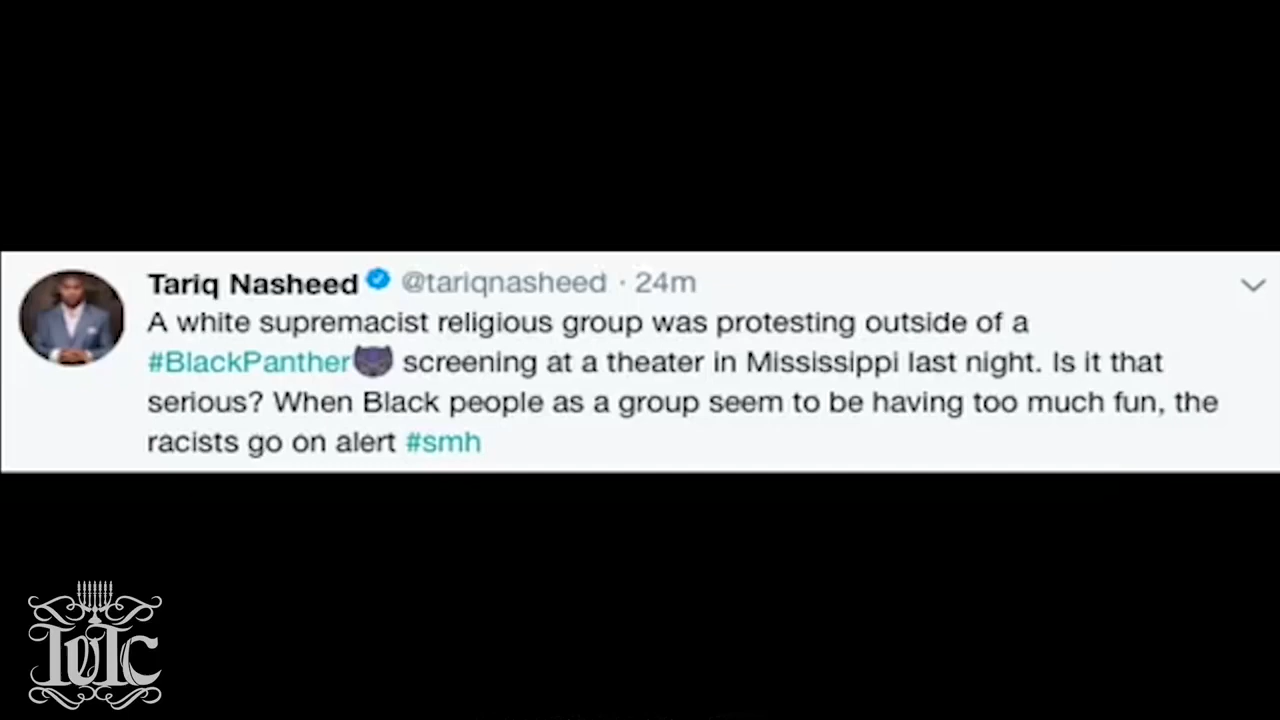 Tariq Nasheed @tariqnasheed · 24m
A white supremacist religious group was protesting outside of a
#BlackPanther screening at a theater in Mississippi last night. Is it that
serious? When Black people as a group seem to be having too much fun, the
racists go on alert #smh
IUIC